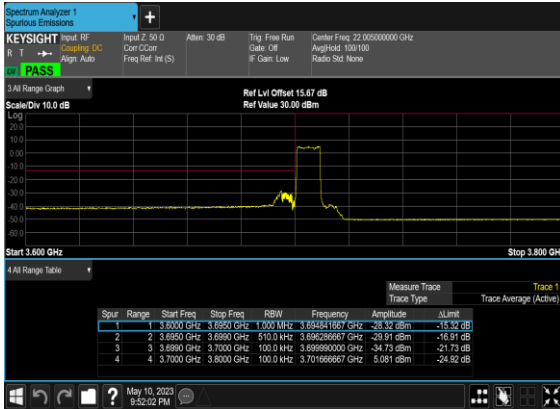 Spectrum Analyzer 1
Spurious Emissions
+
KEYSIGHT Input: RF Input Z: 50 Ω Atten: 30 dB Trig: Free Run Center Freq: 22.005000000 GHz
R T Coupling: DC Corr CCorr Gate: Off Avg|Hold: 100/100
Align: Auto Freq Ref: Int (S) IF Gain: Low Radio Std: None
PASS
3 All Range Graph
Scale/Div 10.0 dB Ref Lvl Offset 15.67 dB
Ref Value 30.00 dBm
Log
20.0
10.0
0.00
-10.0
-20.0
-30.0
-40.0
-50.0
-60.0
Start 3.600 GHz Stop 3.800 GH
4 All Range Table
Measure Trace Trace 1
Trace Type Trace Average (Active)
Spur Range Start Freq Stop Freq RBW Frequency Amplitude ΔLimit
1 1 3.6000 GHz 3.6950 GHz 1.000 MHz 3.694841667 GHz -28.32 dBm -15.32 dB
2 2 3.6950 GHz 3.6990 GHz 510.0 kHz 3.696286667 GHz -29.91 dBm -16.91 dB
3 3 3.6990 GHz 3.7000 GHz 100.0 kHz 3.699990000 GHz -34.73 dBm -21.73 dB
4 4 3.7000 GHz 3.8000 GHz 100.0 kHz 3.701666667 GHz 5.081 dBm -24.92 dB
? May 10, 2023
9:52:02 PM